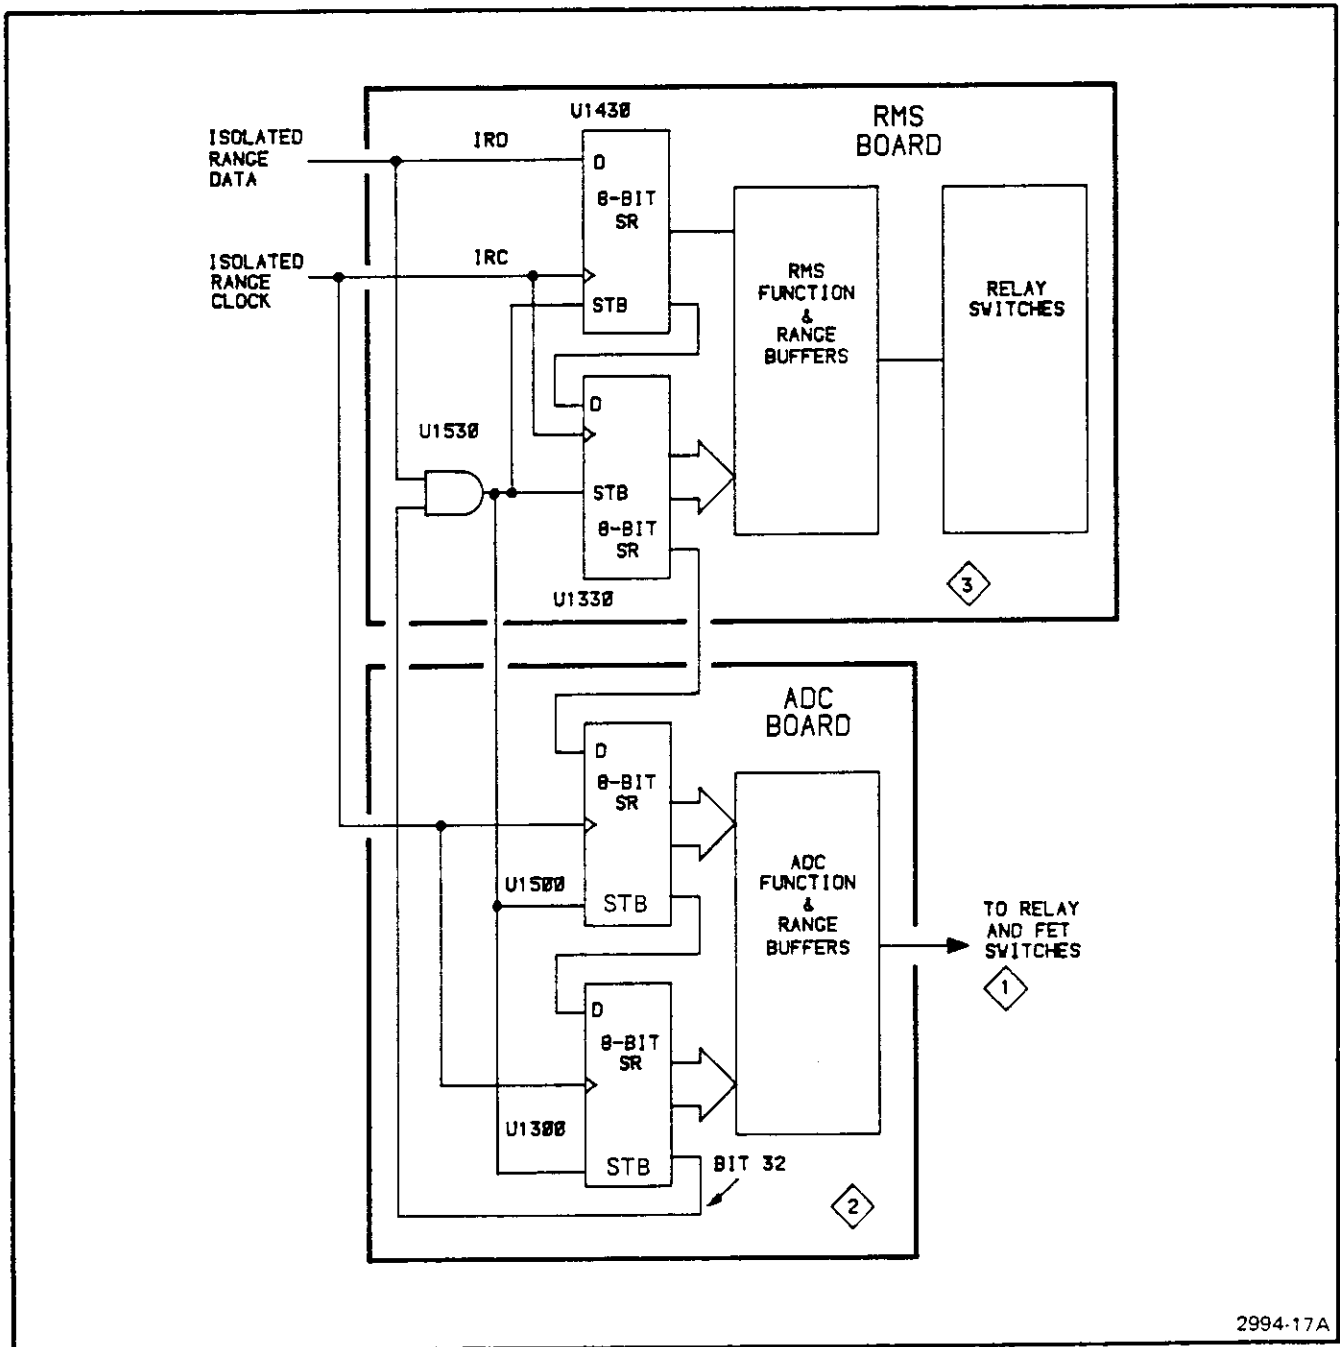 U1430
RMS
BOARD
ISOLATED
RANGE
DATA
IRD
D
8-BIT
SR
ISOLATED
RANGE
CLOCK
IRC
STB
RMS
FUNCTION
&
RANGE
BUFFERS
RELAY
SWITCHES
D
U1530
STB
8-BIT
SR
U1330
3
ADC
BOARD
D
8-BIT
SR
U1500
STB
ADC
FUNCTION
&
RANGE
BUFFERS
TO RELAY
AND FET
SWITCHES
1
D
8-BIT
SR
U1300
STB
BIT 32
2
2994-17A